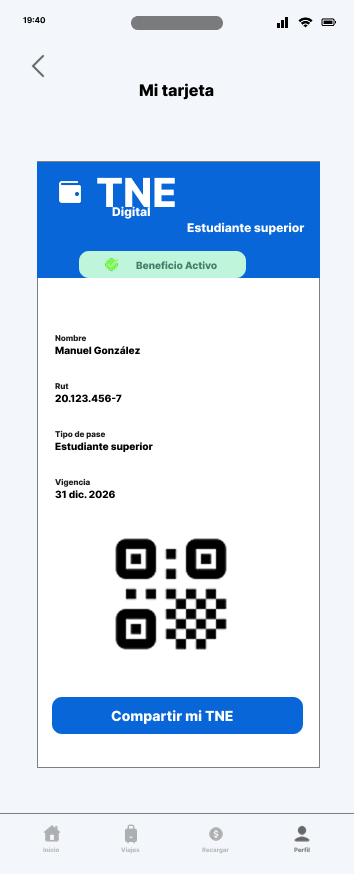 19:40
Mi tarjeta
TNE
Digital
Estudiante superior
Beneficio Activo
Nombre
Manuel González
Rut
20.123.456-7
Tipo de pase
Estudiante superior
Vigencia
31 dic. 2026
Compartir mi TNE
Inicio
Viajes
Recargar
Perfil